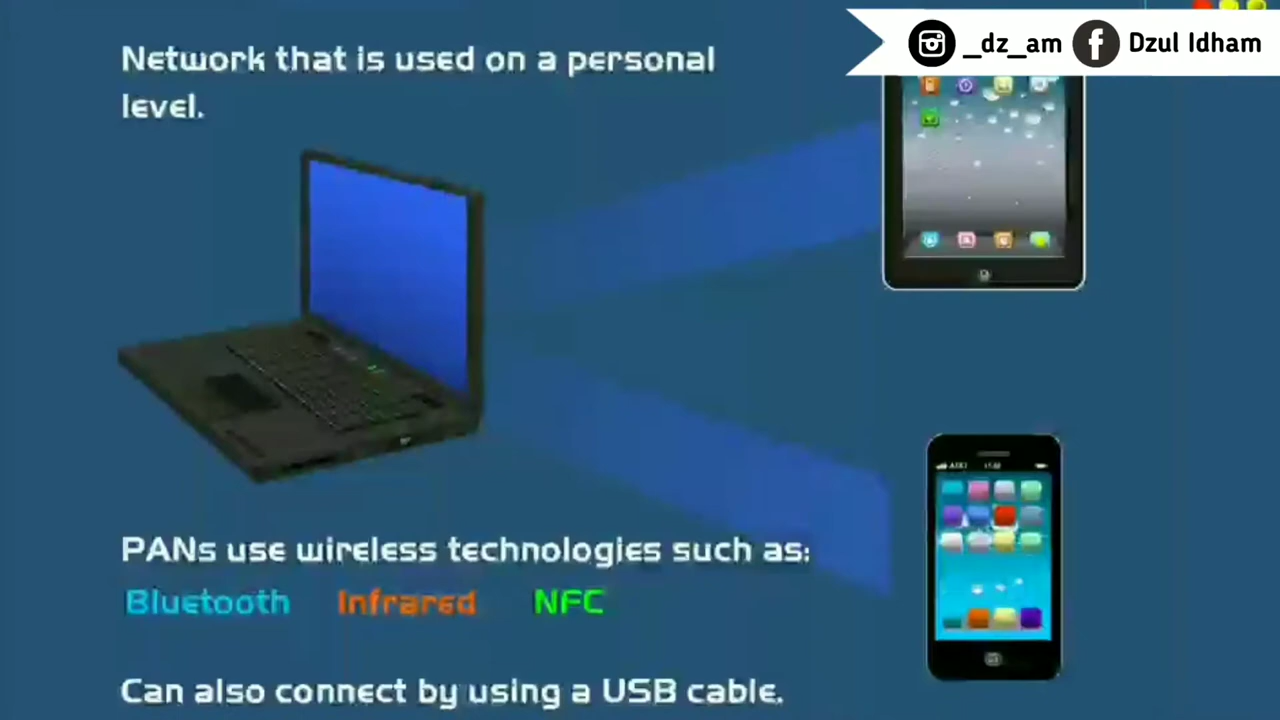 _dz_am Dzul Idham
Network that is used on a personal
level.
PANs use wireless technologies such as:
Bluetooth Infrared NFC
Can also connect by using a USB cable.